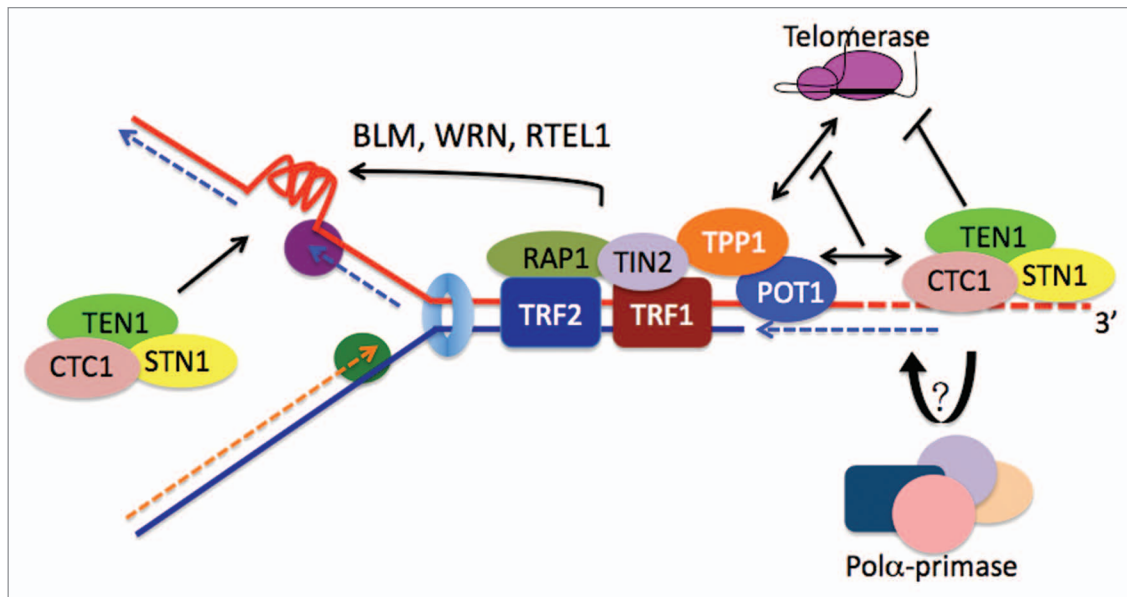 Telomerase
BLM, WRN, RTEL1
RAP1
TIN2
TPP1
TEN1
CTC1
STN1
TRF2
TRF1
POT1
3’
TEN1
CTC1
STN1
?
Polα-primase